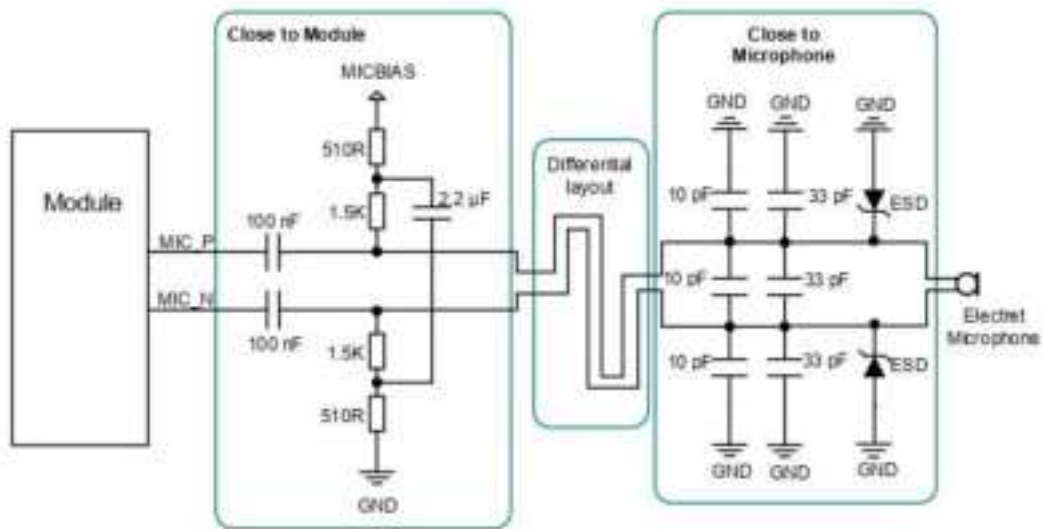 Close to Module
MICBIAS
510R
1.5K
2.2 µF
Module
100 nF
MIC_P
MIC_N
100 nF
1.5K
510R
GND
Differential
layout
Close to
Microphone
GND
GND
GND
10 pF
33 pF
ESD
10 pF
33 pF
Electret
Microphone
10 pF
33 pF
ESD
GND
GND
GND